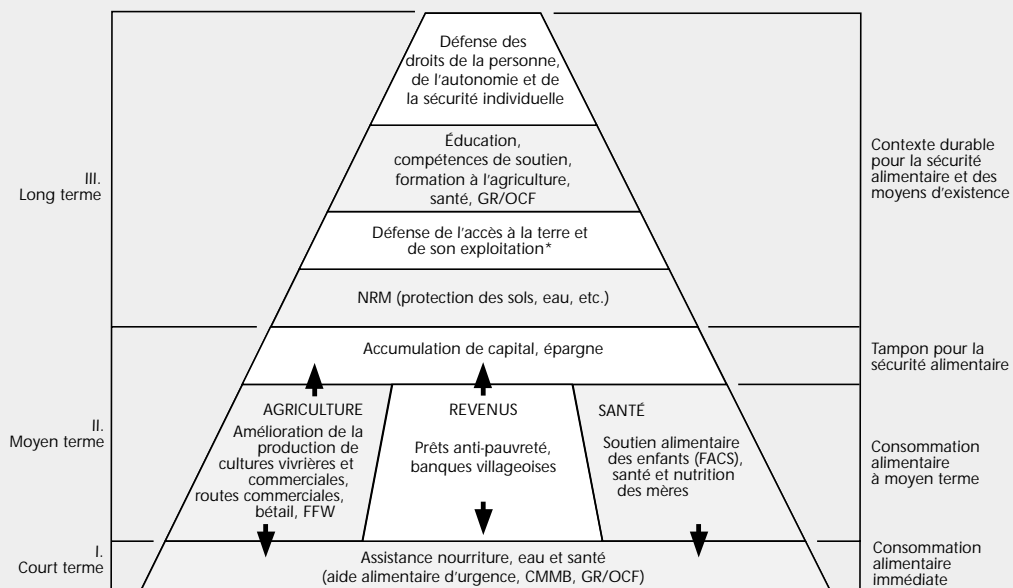 Défense des
droits de la personne,
de l'autonomie et de
la sécurité individuelle
Éducation,
compétences de soutien,
formation à l'agriculture,
santé, GR/OCF
III.
Long terme
Contexte durable
pour la sécurité
alimentaire et des
moyens d'existence
Défense de l'accès à la terre et
de son exploitation*
NRM (protection des sols, eau, etc.)
Accumulation de capital, épargne
Tampon pour la
sécurité alimentaire
II.
Moyen terme
AGRICULTURE
Amélioration de la
production de
cultures vivrières et
commerciales,
routes commerciales,
bétail, FFW
REVENUS
Prêts anti-pauvreté,
banques villageoises
SANTÉ
Soutien alimentaire
des enfants (FACS),
santé et nutrition
des mères
Consommation
alimentaire
à moyen terme
I.
Court terme
Assistance nourriture, eau et santé
(aide alimentaire d'urgence, CMMB, GR/OCF)
Consommation
alimentaire
immédiate